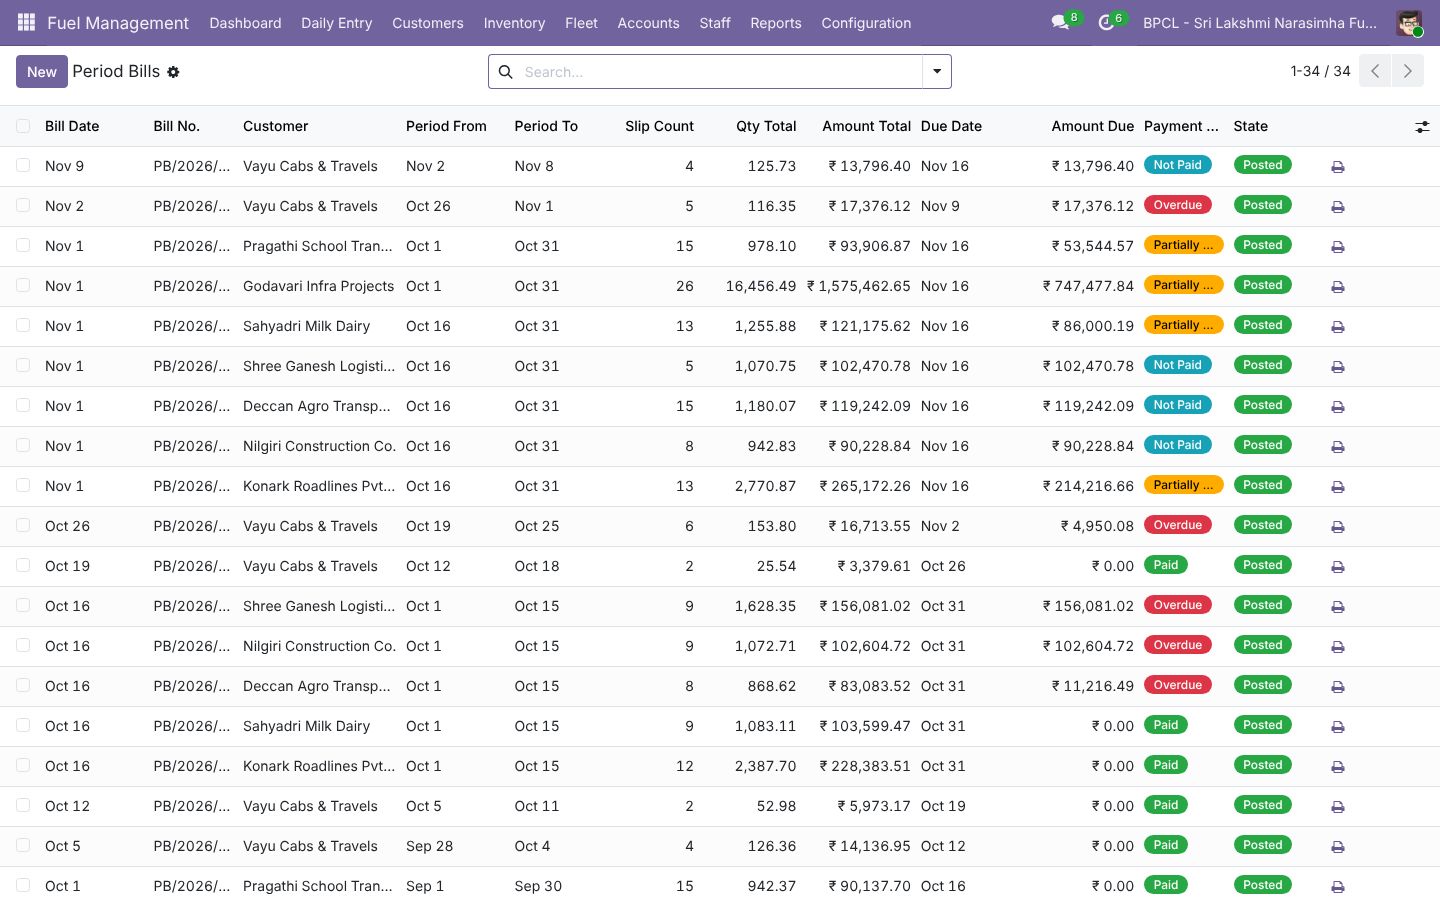 Fuel Management Dashboard Daily Entry Customers Inventory Fleet Accounts Staff Reports Configuration 8 6 BPCL - Sri Lakshmi Narasimha Fu...
New Period Bills Search... 1-34 / 34
Bill Date Bill No. Customer Period From Period To Slip Count Qty Total Amount Total Due Date Amount Due Payment ... State
Nov 9 PB/2026/... Vayu Cabs & Travels Nov 2 Nov 8 4 125.73 ₹ 13,796.40 Nov 16 ₹ 13,796.40 Not Paid Posted
Nov 2 PB/2026/... Vayu Cabs & Travels Oct 26 Nov 1 5 116.35 ₹ 17,376.12 Nov 9 ₹ 17,376.12 Overdue Posted
Nov 1 PB/2026/... Pragathi School Tran... Oct 1 Oct 31 15 978.10 ₹ 93,906.87 Nov 16 ₹ 53,544.57 Partially ... Posted
Nov 1 PB/2026/... Godavari Infra Projects Oct 1 Oct 31 26 16,456.49 ₹ 1,575,462.65 Nov 16 ₹ 747,477.84 Partially ... Posted
Nov 1 PB/2026/... Sahyadri Milk Dairy Oct 16 Oct 31 13 1,255.88 ₹ 121,175.62 Nov 16 ₹ 86,000.19 Partially ... Posted
Nov 1 PB/2026/... Shree Ganesh Logisti... Oct 16 Oct 31 5 1,070.75 ₹ 102,470.78 Nov 16 ₹ 102,470.78 Not Paid Posted
Nov 1 PB/2026/... Deccan Agro Transp... Oct 16 Oct 31 15 1,180.07 ₹ 119,242.09 Nov 16 ₹ 119,242.09 Not Paid Posted
Nov 1 PB/2026/... Nilgiri Construction Co. Oct 16 Oct 31 8 942.83 ₹ 90,228.84 Nov 16 ₹ 90,228.84 Not Paid Posted
Nov 1 PB/2026/... Konark Roadlines Pvt... Oct 16 Oct 31 13 2,770.87 ₹ 265,172.26 Nov 16 ₹ 214,216.66 Partially ... Posted
Oct 26 PB/2026/... Vayu Cabs & Travels Oct 19 Oct 25 6 153.80 ₹ 16,713.55 Nov 2 ₹ 4,950.08 Overdue Posted
Oct 19 PB/2026/... Vayu Cabs & Travels Oct 12 Oct 18 2 25.54 ₹ 3,379.61 Oct 26 ₹ 0.00 Paid Posted
Oct 16 PB/2026/... Shree Ganesh Logisti... Oct 1 Oct 15 9 1,628.35 ₹ 156,081.02 Oct 31 ₹ 156,081.02 Overdue Posted
Oct 16 PB/2026/... Nilgiri Construction Co. Oct 1 Oct 15 9 1,072.71 ₹ 102,604.72 Oct 31 ₹ 102,604.72 Overdue Posted
Oct 16 PB/2026/... Deccan Agro Transp... Oct 1 Oct 15 8 868.62 ₹ 83,083.52 Oct 31 ₹ 11,216.49 Overdue Posted
Oct 16 PB/2026/... Sahyadri Milk Dairy Oct 1 Oct 15 9 1,083.11 ₹ 103,599.47 Oct 31 ₹ 0.00 Paid Posted
Oct 16 PB/2026/... Konark Roadlines Pvt... Oct 1 Oct 15 12 2,387.70 ₹ 228,383.51 Oct 31 ₹ 0.00 Paid Posted
Oct 12 PB/2026/... Vayu Cabs & Travels Oct 5 Oct 11 2 52.98 ₹ 5,973.17 Oct 19 ₹ 0.00 Paid Posted
Oct 5 PB/2026/... Vayu Cabs & Travels Sep 28 Oct 4 4 126.36 ₹ 14,136.95 Oct 12 ₹ 0.00 Paid Posted
Oct 1 PB/2026/... Pragathi School Tran... Sep 1 Sep 30 15 942.37 ₹ 90,137.70 Oct 16 ₹ 0.00 Paid Posted